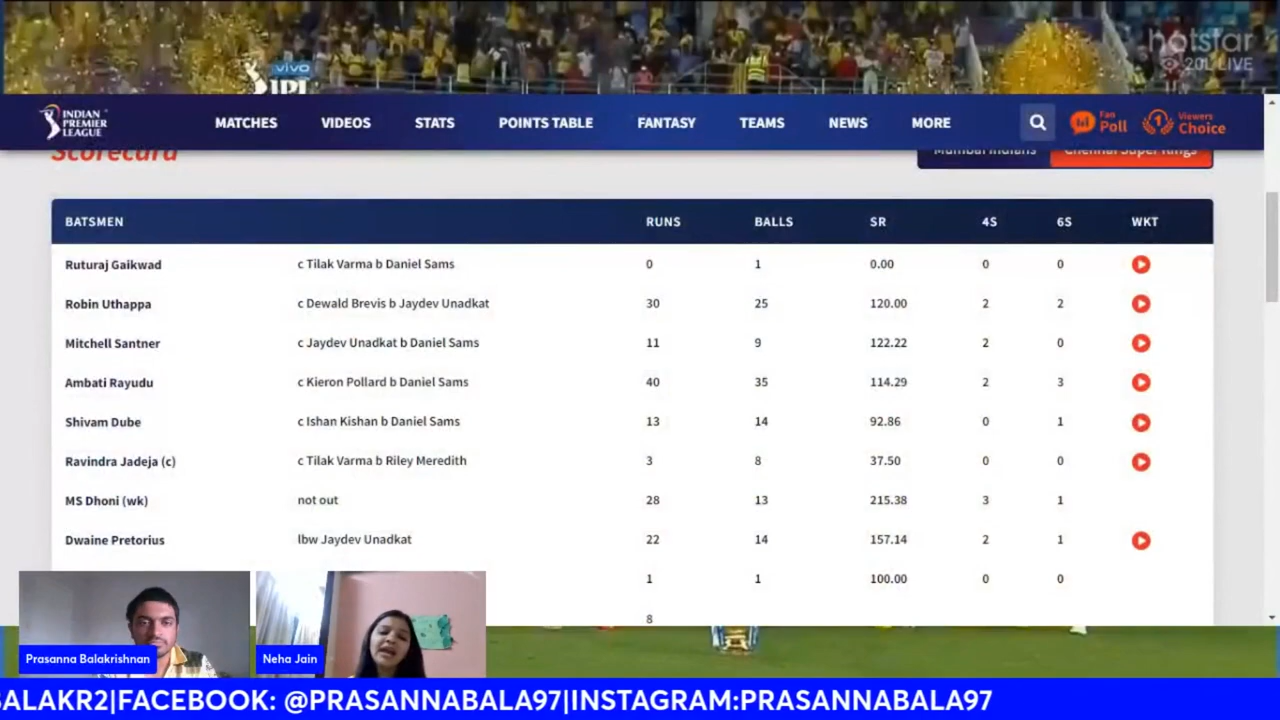 hotstar
20L LIVE
vivo
IPL
INDIAN
PREMIER
LEAGUE
MATCHES VIDEOS STATS POINTS TABLE FANTASY TEAMS NEWS MORE
Fan
Poll
Viewers
Choice
Scorecard
Mumbai Indians Chennai Super Kings
BATSMEN RUNS BALLS SR 4S 6S WKT
Ruturaj Gaikwad c Tilak Varma b Daniel Sams 0 1 0.00 0 0
Robin Uthappa c Dewald Brevis b Jaydev Unadkat 30 25 120.00 2 2
Mitchell Santner c Jaydev Unadkat b Daniel Sams 11 9 122.22 2 0
Ambati Rayudu c Kieron Pollard b Daniel Sams 40 35 114.29 2 3
Shivam Dube c Ishan Kishan b Daniel Sams 13 14 92.86 0 1
Ravindra Jadeja (c) c Tilak Varma b Riley Meredith 3 8 37.50 0 0
MS Dhoni (wk) not out 28 13 215.38 3 1
Dwaine Pretorius lbw Jaydev Unadkat 22 14 157.14 2 1
1 1 100.00 0 0
8
Prasanna Balakrishnan
Neha Jain
BALAKR2|FACEBOOK: @PRASANNABALA97|INSTAGRAM:PRASANNABALA97